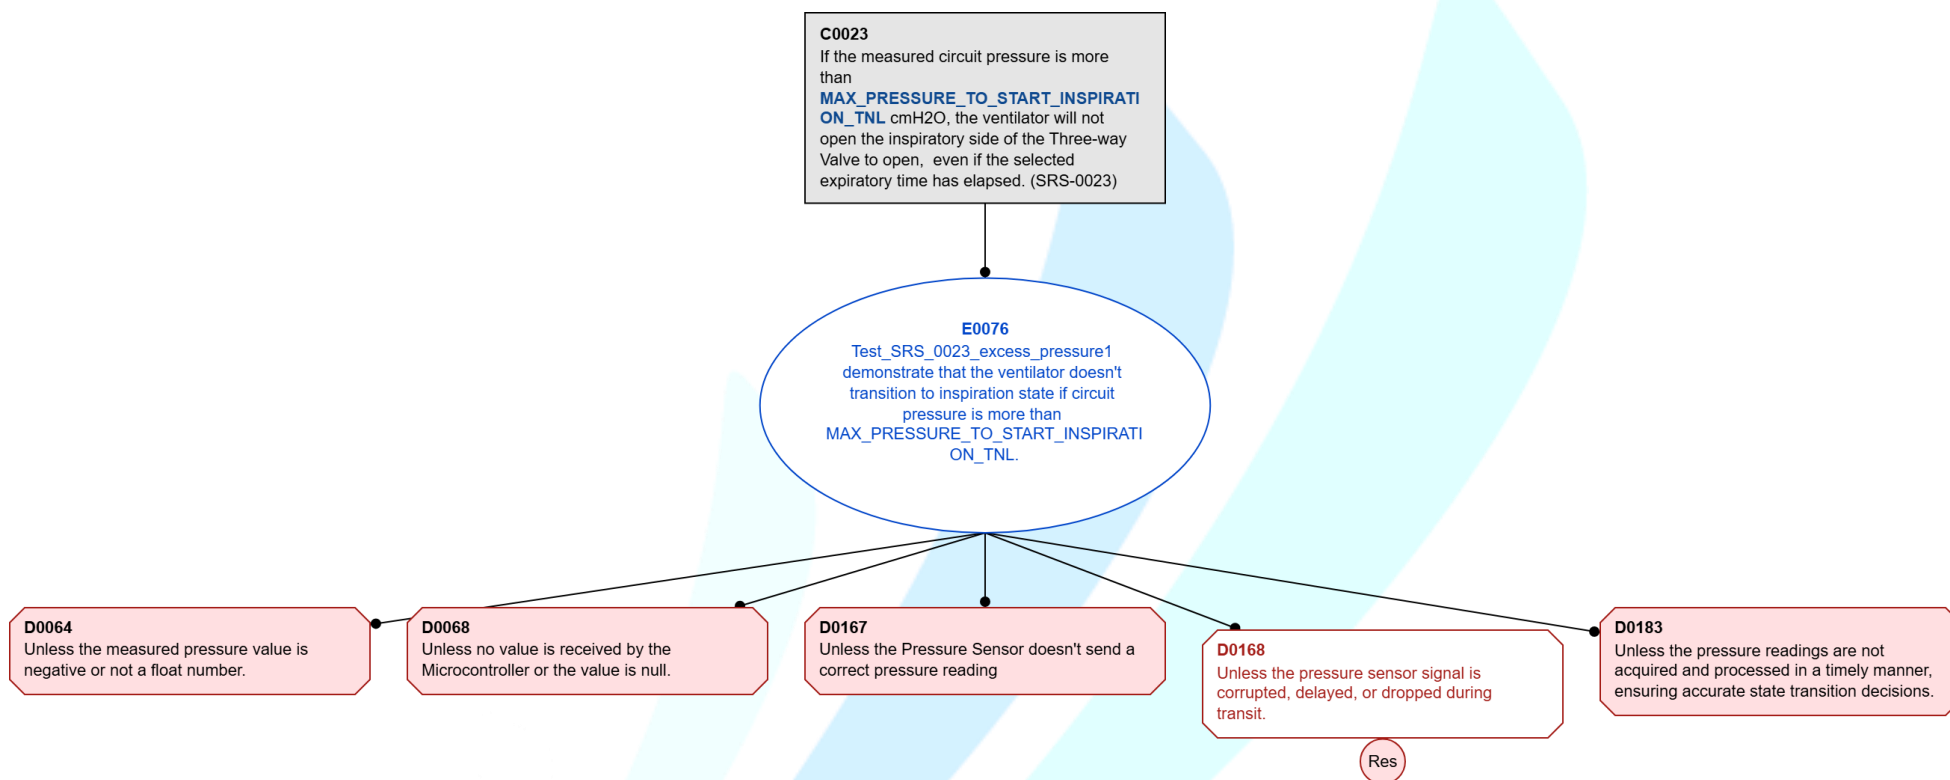 C0023
If the measured circuit pressure is more
than
MAX_PRESSURE_TO_START_INSPIRATI
ON_TNL cmH2O, the ventilator will not
open the inspiratory side of the Three-way
Valve to open,  even if the selected
expiratory time has elapsed. (SRS-0023)
E0076
Test_SRS_0023_excess_pressure1
demonstrate that the ventilator doesn't
transition to inspiration state if circuit
pressure is more than
MAX_PRESSURE_TO_START_INSPIRATI
ON_TNL.
D0064
Unless the measured pressure value is
negative or not a float number.
D0068
Unless no value is received by the
Microcontroller or the value is null.
D0167
Unless the Pressure Sensor doesn't send a
correct pressure reading
D0168
Unless the pressure sensor signal is
corrupted, delayed, or dropped during
transit.
Res
D0183
Unless the pressure readings are not
acquired and processed in a timely manner,
ensuring accurate state transition decisions.